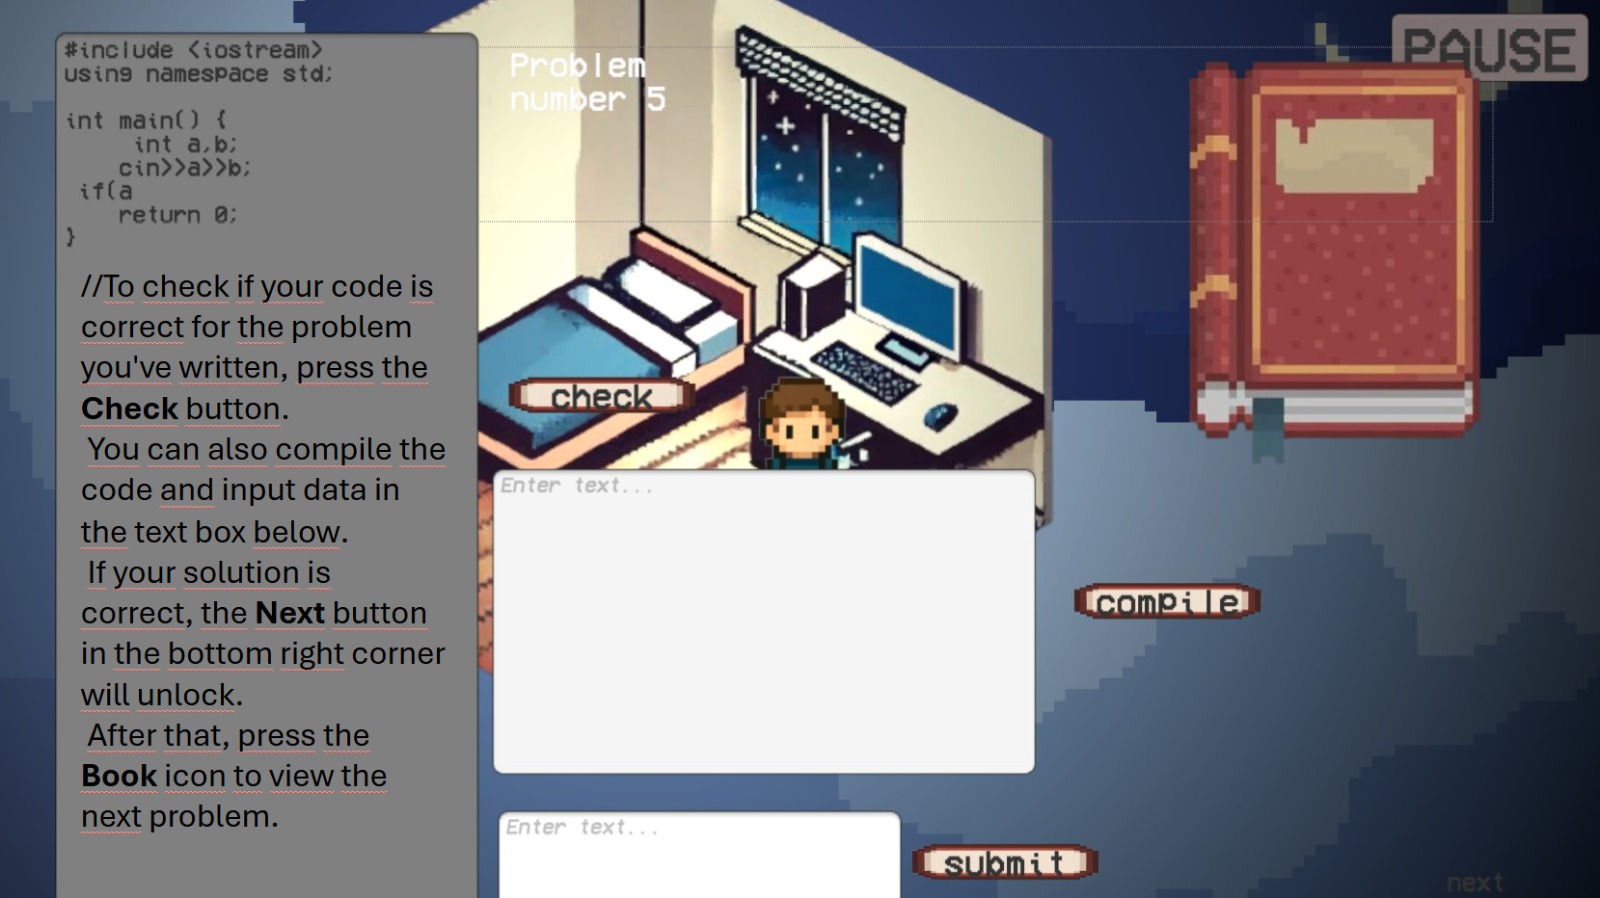 #include <iostream>
using namespace std;
int main() {
int a,b;
cin>>a>>b;
if(a
return 0;
}
//To check if your code is
correct for the problem
you've written, press the
Check button.
You can also compile the
code and input data in
the text box below.
If your solution is
correct, the Next button
in the bottom right corner
will unlock.
After that, press the
Book icon to view the
next problem.
Problem
number 5
PAUSE
check
Enter text...
compile
Enter text...
submit
next